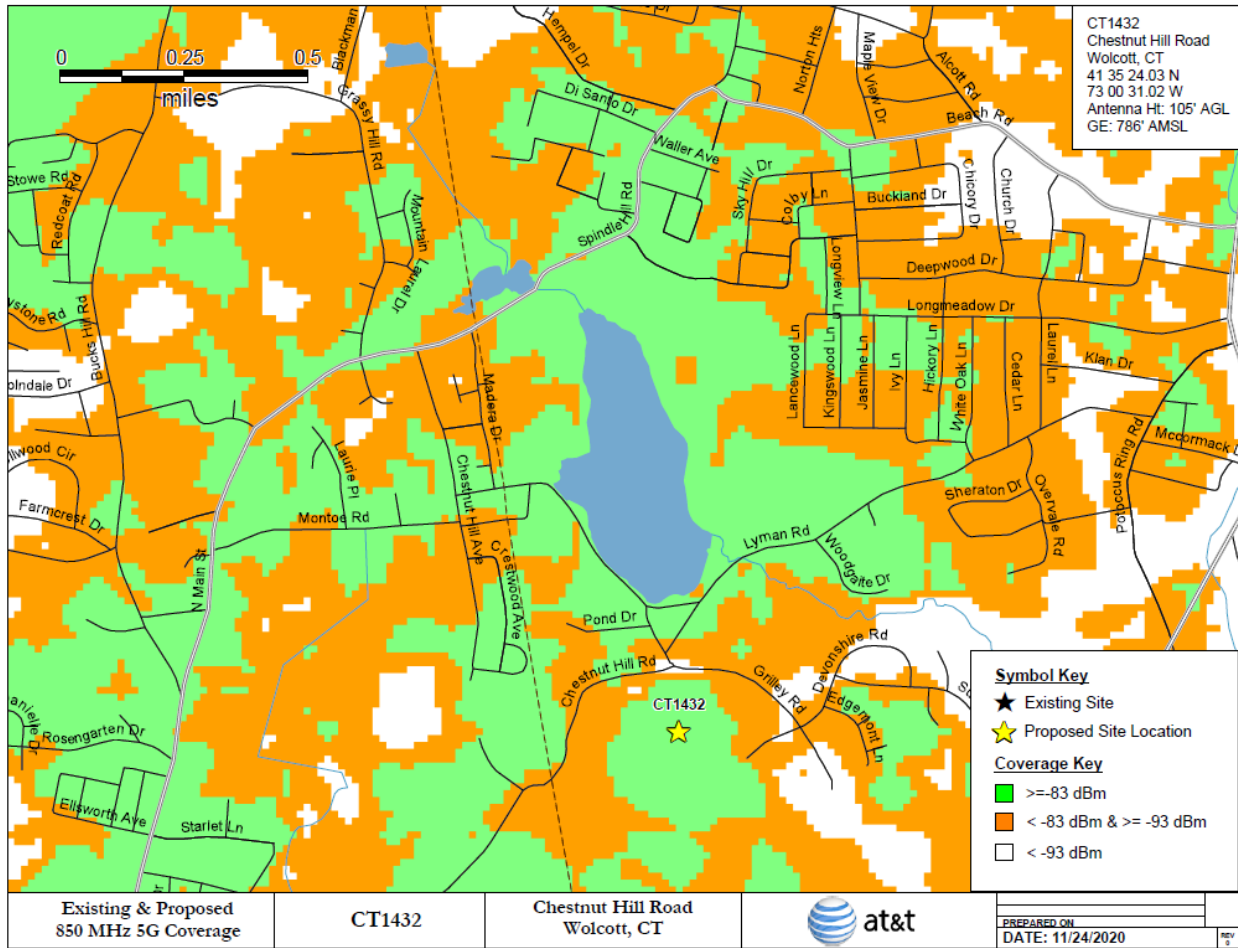 0 0.25 0.5
miles
CT1432
Chestnut Hill Road
Wolcott, CT
41 35 24.03 N
73 00 31.02 W
Antenna Ht: 105' AGL
GE: 786' AMSL
Blackman
Hempel Dr
Norton Hts
Maple View Dr
Alcott Rd
Grassy Hill Rd
Di Santo Dr
Beach Rd
Waller Ave
Stowe Rd
Redcoat Rd
Sky Hill Dr
Colby Ln
Buckland Dr
Chicory Dr
Church Dr
Mountain Laurel Dr
Spindle Hill Rd
Longview Ln
Deepwood Dr
Longmeadow Dr
Bucks Hill Rd
Lancewood Ln
Kingswood Ln
Jasmine Ln
Ivy Ln
Hickory Ln
White Oak Ln
Cedar Ln
Laurel Ln
Klan Dr
Madera Dr
Laurie Pl
Chestnut Hill Ave
Potoccus Ring Rd
Farmcrest Dr
Montoe Rd
Sheraton Dr
Overvale Rd
N Main St
Crestwood Ave
Lyman Rd
Woodgaite Dr
Pond Dr
Chestnut Hill Rd
Grilley Rd
Devonshire Rd
Edgemont Ln
CT1432
Rosengarten Dr
Ellsworth Ave
Starlet Ln
Symbol Key
Existing Site
Proposed Site Location
Coverage Key
>=-83 dBm
< -83 dBm & >= -93 dBm
< -93 dBm
Existing & Proposed
850 MHz 5G Coverage
CT1432
Chestnut Hill Road
Wolcott, CT
at&t
PREPARED ON
DATE: 11/24/2020
REV
0